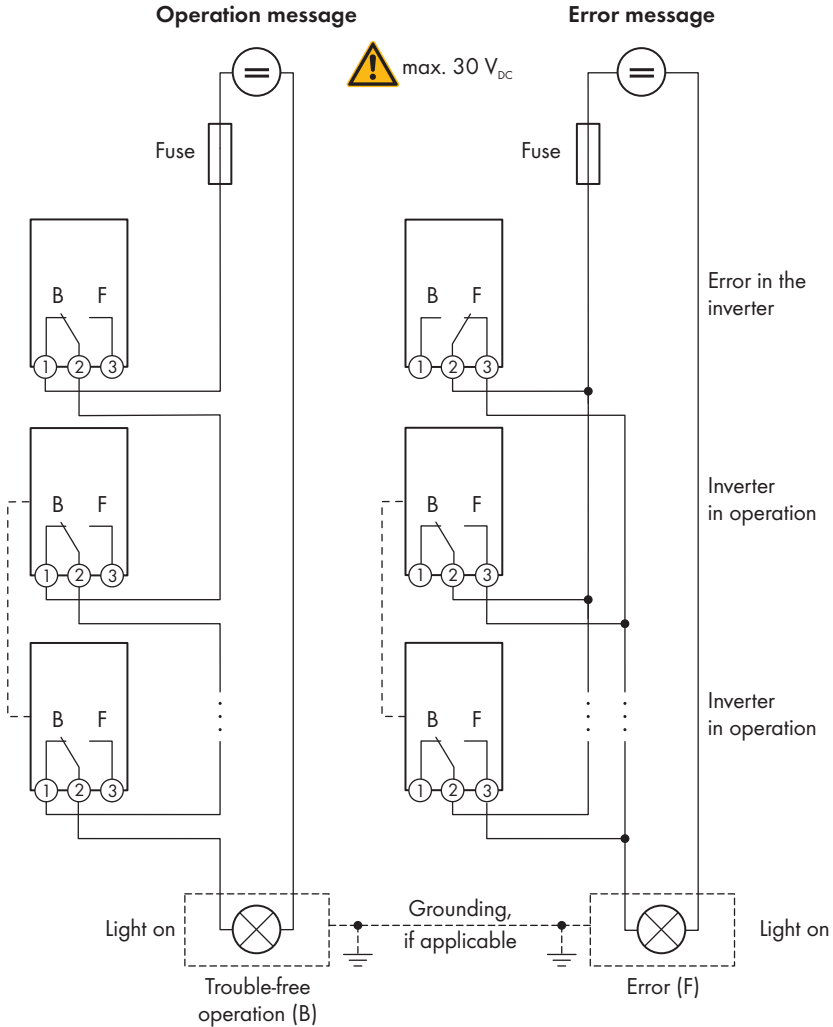 Operation message
Error message
max. 30 V_DC
Fuse
Fuse
B F
1 2 3
B F
1 2 3
Error in the
inverter
B F
1 2 3
B F
1 2 3
Inverter
in operation
B F
1 2 3
B F
1 2 3
Inverter
in operation
Light on
Grounding,
if applicable
Light on
Trouble-free
operation (B)
Error (F)